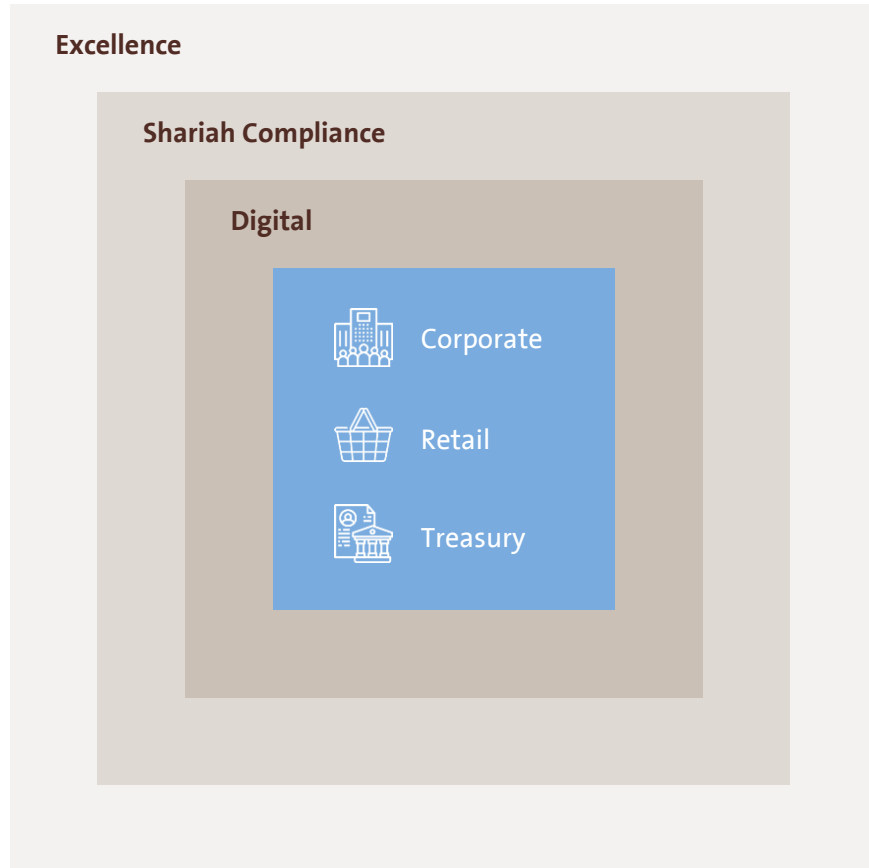 Excellence
Shariah Compliance
Digital
Corporate
Retail
Treasury